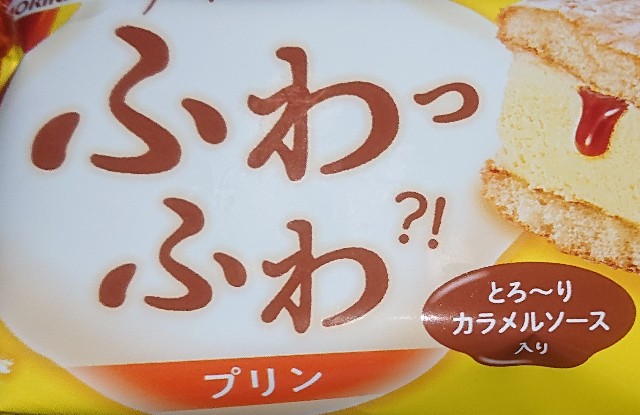 ふわっ
ふわ?!
プリン
とろ〜り
カラメルソース
入り